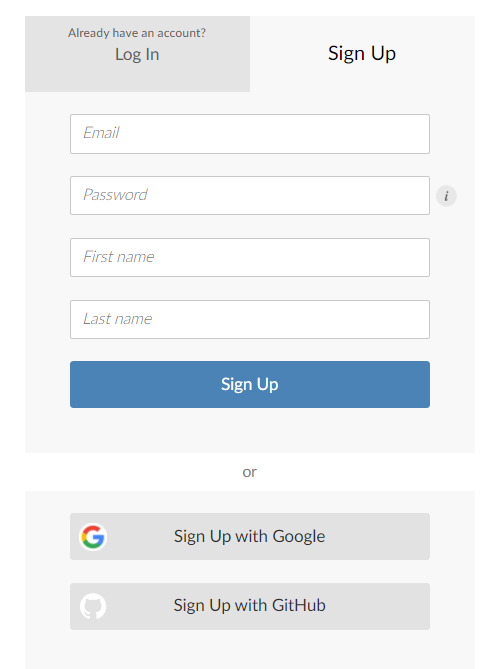 Already have an account?
Log In
Sign Up
Email
Password
i
First name
Last name
Sign Up
or
Sign Up with Google
Sign Up with GitHub